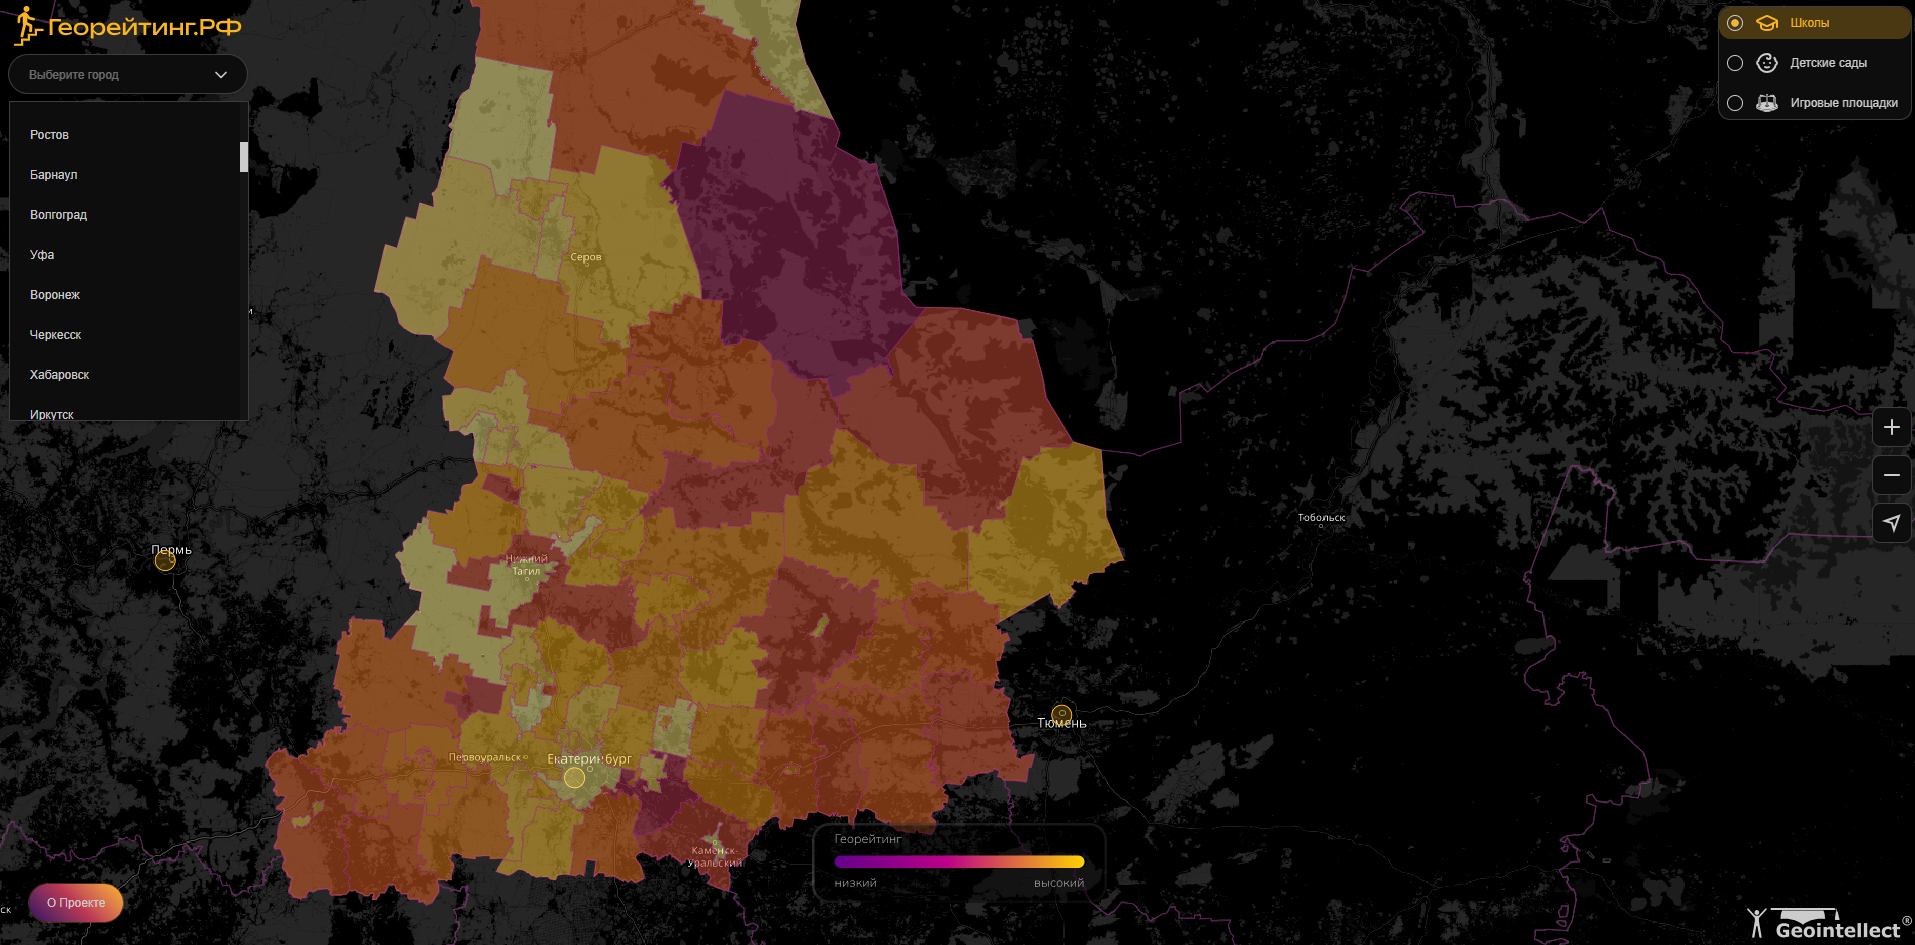 Георейтинг.РФ
Выберите город
Ростов
Барнаул
Волгоград
Уфа
Воронеж
Черкесск
Хабаровск
Иркутск
Школы
Детские сады
Игровые площадки
и
Серов
Тобольск
Пермь
Нижний
Тагил
Тюмень
Первоуральск
Екатеринбург
Каменск-
Уральский
Георейтинг
низкий
высокий
О Проекте
ск
Geointellect®